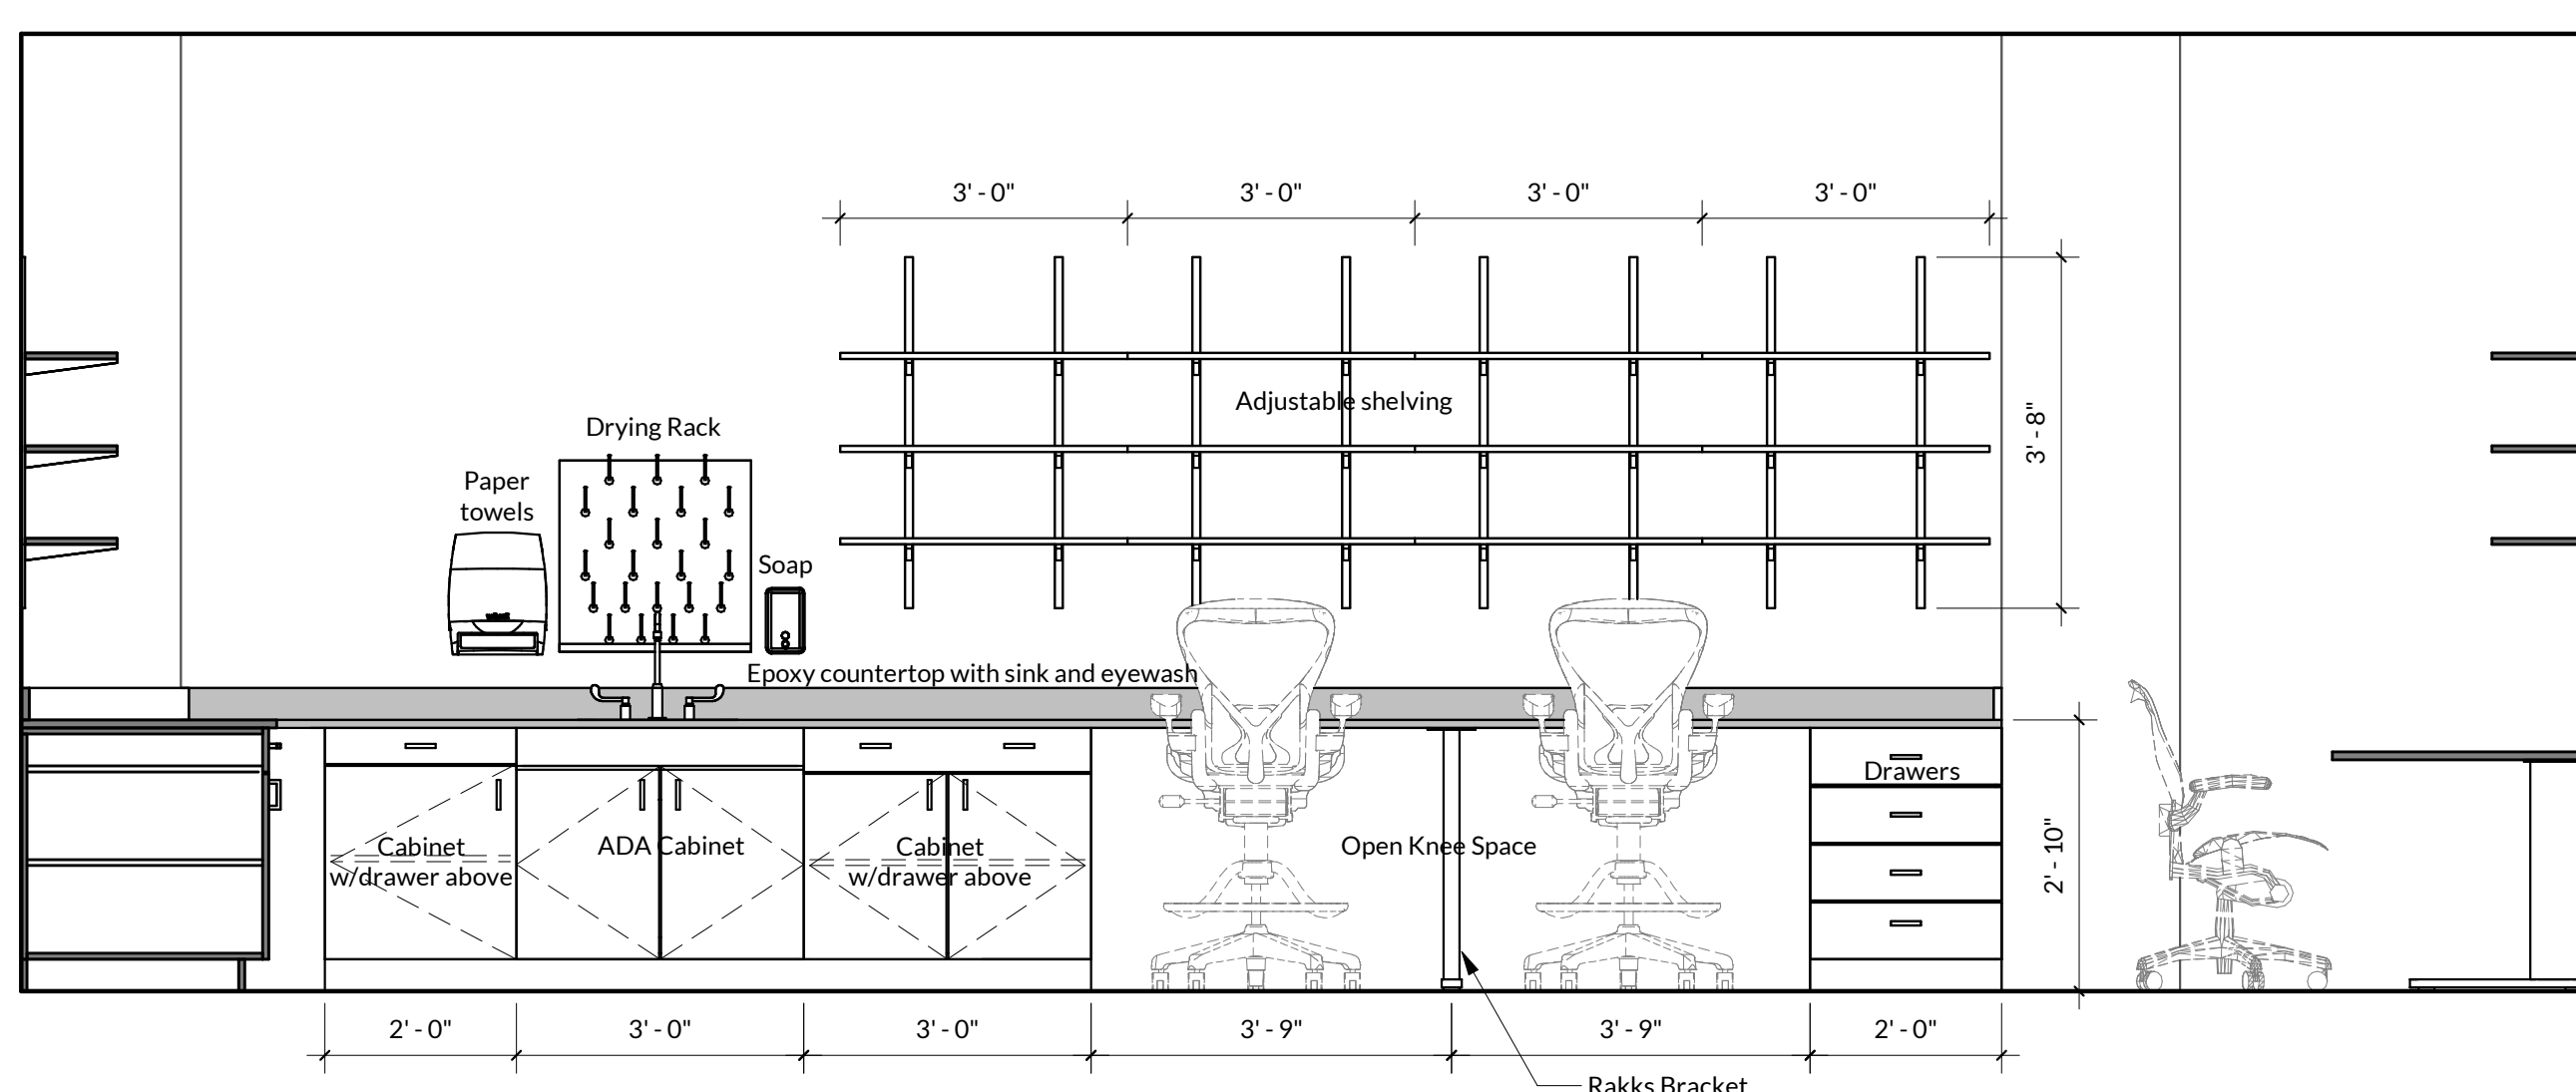 3' - 0" 3' - 0" 3' - 0" 3' - 0"
Adjustable shelving
3' - 8"
Drying Rack
Paper
towels
Soap
Epoxy countertop with sink and eyewash
Drawers
Cabinet
w/drawer above
ADA Cabinet
Cabinet
w/drawer above
Open Knee Space
2' - 10"
2' - 0" 3' - 0" 3' - 0" 3' - 9" 3' - 9" 2' - 0"
Rakks Bracket